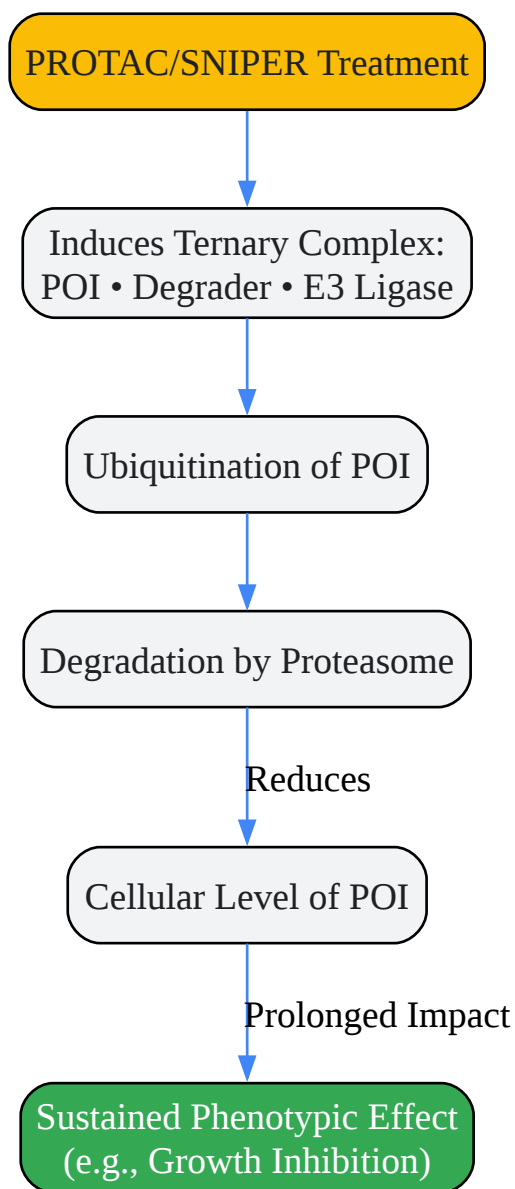 PROTAC/SNIPER Treatment
Induces Ternary Complex:
POI • Degrader • E3 Ligase
Ubiquitination of POI
Degradation by Proteasome
Reduces
Cellular Level of POI
Prolonged Impact
Sustained Phenotypic Effect
(e.g., Growth Inhibition)